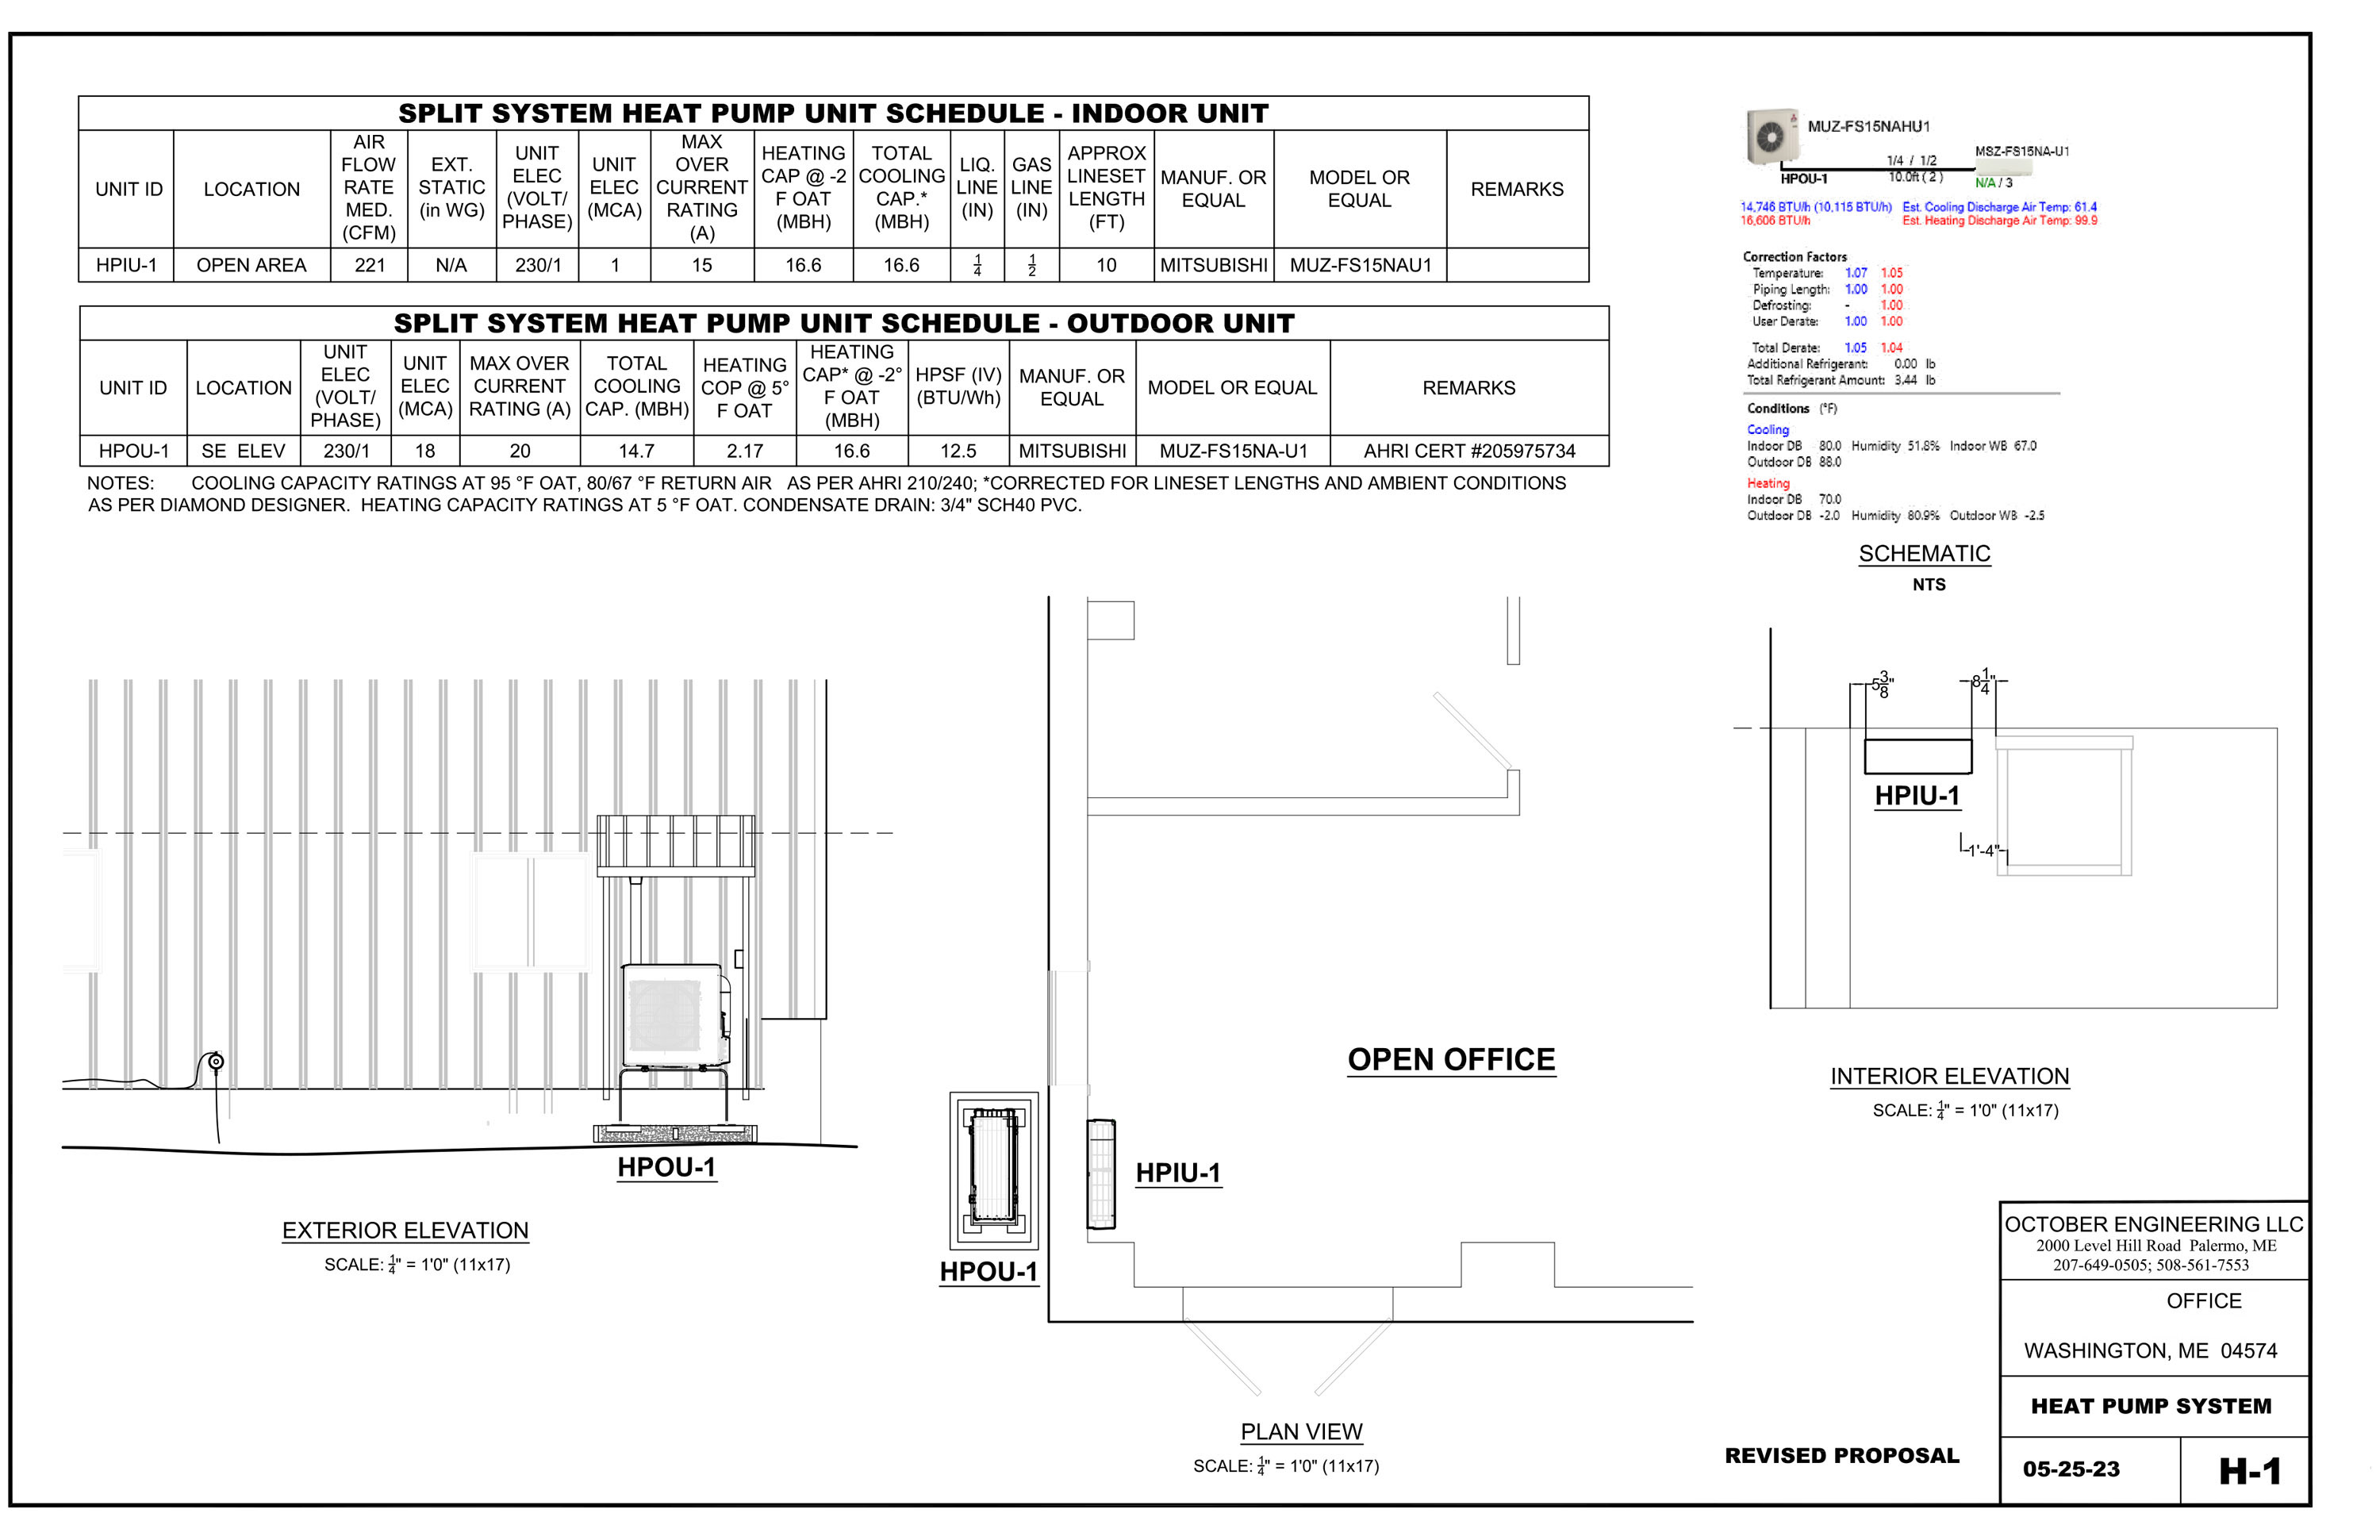 SPLIT SYSTEM HEAT PUMP UNIT SCHEDULE - INDOOR UNIT
UNIT ID
LOCATION
AIR
FLOW
RATE
MED.
(CFM)
EXT.
STATIC
(in WG)
UNIT
ELEC
(VOLT/
PHASE)
UNIT
ELEC
(MCA)
MAX
OVER
CURRENT
RATING
(A)
HEATING
CAP @ -2
F OAT
(MBH)
TOTAL
COOLING
CAP.*
(MBH)
LIQ.
LINE
(IN)
GAS
LINE
(IN)
APPROX
LINESET
LENGTH
(FT)
MANUF. OR
EQUAL
MODEL OR
EQUAL
REMARKS
HPIU-1 OPEN AREA 221 N/A 230/1 1 15 16.6 16.6 1/4 1/2 10 MITSUBISHI MUZ-FS15NAU1
SPLIT SYSTEM HEAT PUMP UNIT SCHEDULE - OUTDOOR UNIT
UNIT ID
LOCATION
UNIT
ELEC
(VOLT/
PHASE)
UNIT
ELEC
(MCA)
MAX OVER
CURRENT
RATING (A)
TOTAL
COOLING
CAP. (MBH)
HEATING
COP @ 5°
F OAT
HEATING
CAP* @ -2°
F OAT
(MBH)
HPSF (IV)
(BTU/Wh)
MANUF. OR
EQUAL
MODEL OR EQUAL
REMARKS
HPOU-1 SE ELEV 230/1 18 20 14.7 2.17 16.6 12.5 MITSUBISHI MUZ-FS15NA-U1 AHRI CERT #205975734
NOTES: COOLING CAPACITY RATINGS AT 95 °F OAT, 80/67 °F RETURN AIR AS PER AHRI 210/240; *CORRECTED FOR LINESET LENGTHS AND AMBIENT CONDITIONS
AS PER DIAMOND DESIGNER. HEATING CAPACITY RATINGS AT 5 °F OAT. CONDENSATE DRAIN: 3/4" SCH40 PVC.
MUZ-FS15NAHU1
MSZ-FS15NA-U1
1/4 / 1/2
HPOU-1
10.0ft ( 2 )
N/A / 3
14,746 BTU/h (10,115 BTU/h) Est. Cooling Discharge Air Temp: 61.4
16,606 BTU/h Est. Heating Discharge Air Temp: 99.9
Correction Factors
Temperature: 1.07 1.05
Piping Length: 1.00 1.00
Defrosting: - 1.00
User Derate: 1.00 1.00
Total Derate: 1.05 1.04
Additional Refrigerant: 0.00 lb
Total Refrigerant Amount: 3.44 lb
Conditions (°F)
Cooling
Indoor DB 80.0 Humidity 51.8% Indoor WB 67.0
Outdoor DB 88.0
Heating
Indoor DB 70.0
Outdoor DB -2.0 Humidity 80.9% Outdoor WB -2.5
SCHEMATIC
NTS
5 3/8"
8 1/4"
HPIU-1
1'-4"
INTERIOR ELEVATION
SCALE: 1/4" = 1'0" (11x17)
HPOU-1
EXTERIOR ELEVATION
SCALE: 1/4" = 1'0" (11x17)
OPEN OFFICE
HPIU-1
HPOU-1
PLAN VIEW
SCALE: 1/4" = 1'0" (11x17)
REVISED PROPOSAL
OCTOBER ENGINEERING LLC
2000 Level Hill Road Palermo, ME
207-649-0505; 508-561-7553
OFFICE
WASHINGTON, ME 04574
HEAT PUMP SYSTEM
05-25-23
H-1